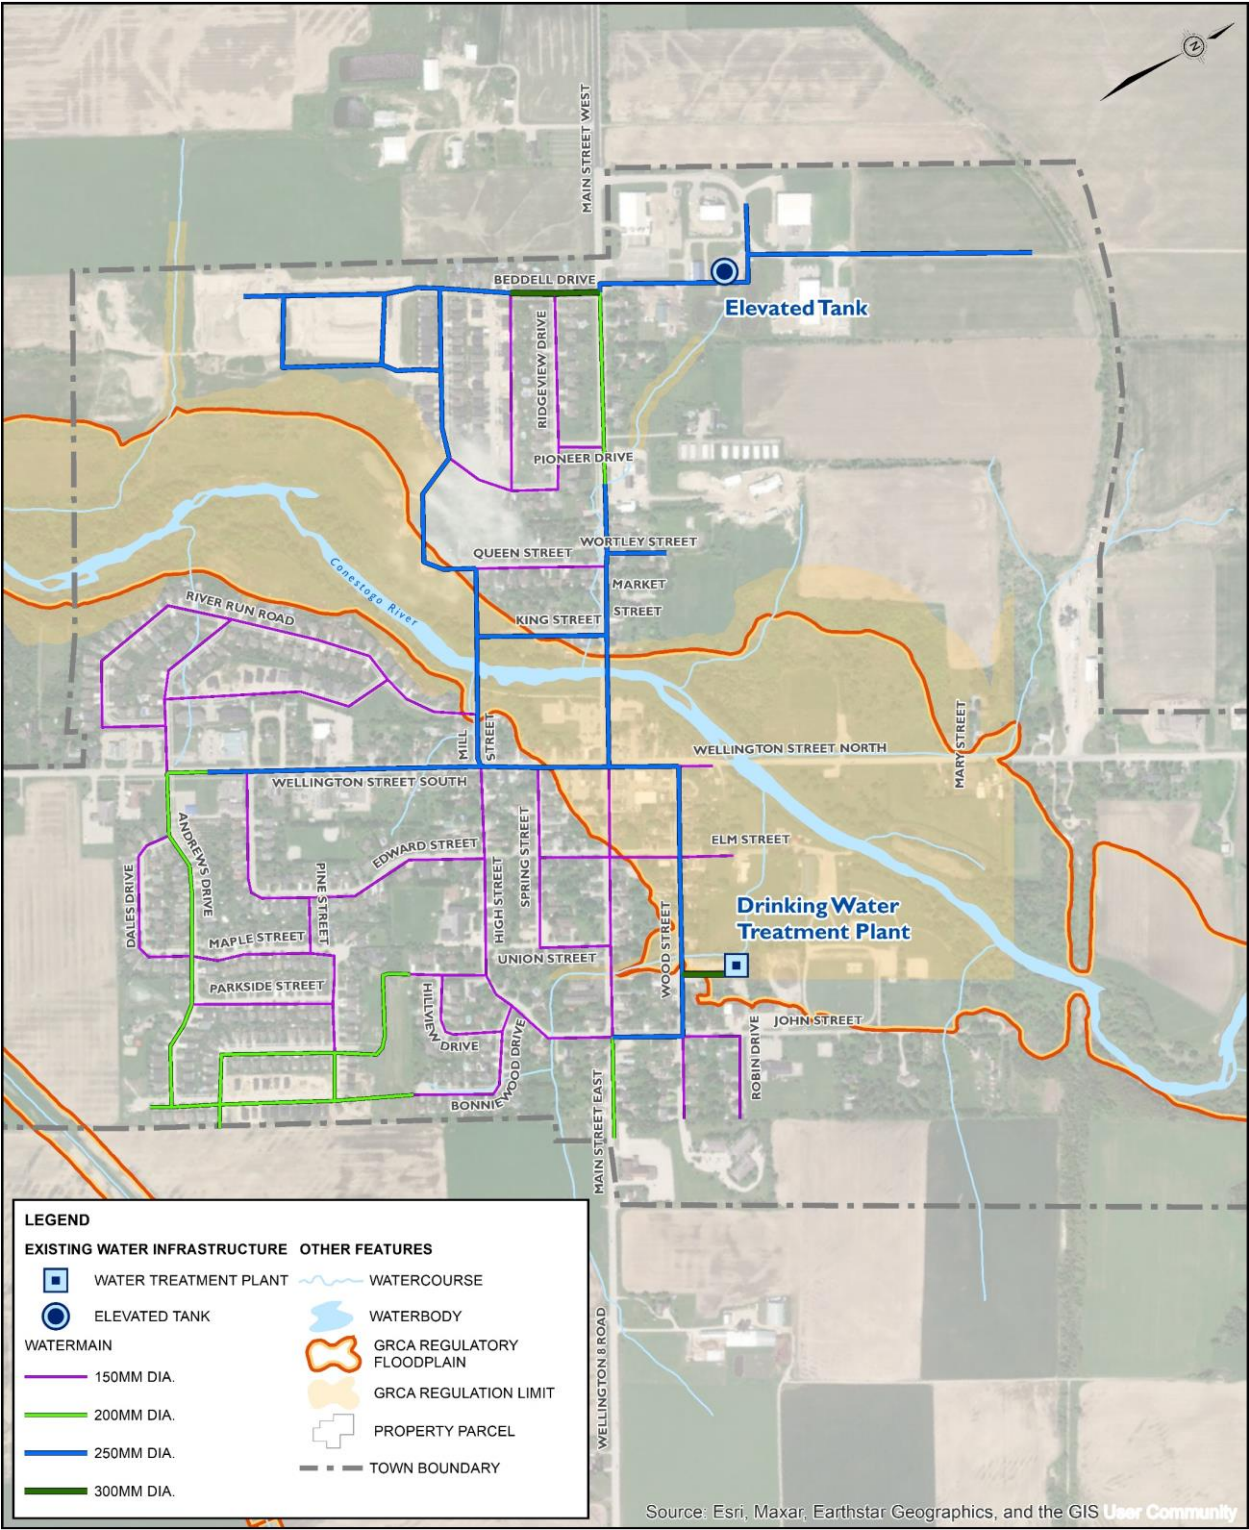 N
MAIN STREET WEST
BEDDELL DRIVE
Elevated Tank
RIDGEVIEW DRIVE
PIONEER DRIVE
WORTLEY STREET
QUEEN STREET
MARKET
STREET
KING STREET
Conestogo River
RIVER RUN ROAD
MILL
STREET
WELLINGTON STREET NORTH
MARY STREET
WELLINGTON STREET SOUTH
ANDREWS DRIVE
SPRING STREET
ELM STREET
EDWARD STREET
DALES DRIVE
PINE STREET
HIGH STREET
Drinking Water
Treatment Plant
MAPLE STREET
UNION STREET
WOOD STREET
PARKSIDE STREET
HILLVIEW
DRIVE
JOHN STREET
ROBIN DRIVE
BONNIEWOOD DRIVE
MAIN STREET EAST
WELLINGTON 8 ROAD
LEGEND
EXISTING WATER INFRASTRUCTURE
WATER TREATMENT PLANT
ELEVATED TANK
WATERMAIN
150MM DIA.
200MM DIA.
250MM DIA.
300MM DIA.
OTHER FEATURES
WATERCOURSE
WATERBODY
GRCA REGULATORY
FLOODPLAIN
GRCA REGULATION LIMIT
PROPERTY PARCEL
TOWN BOUNDARY
Source: Esri, Maxar, Earthstar Geographics, and the GIS User Community